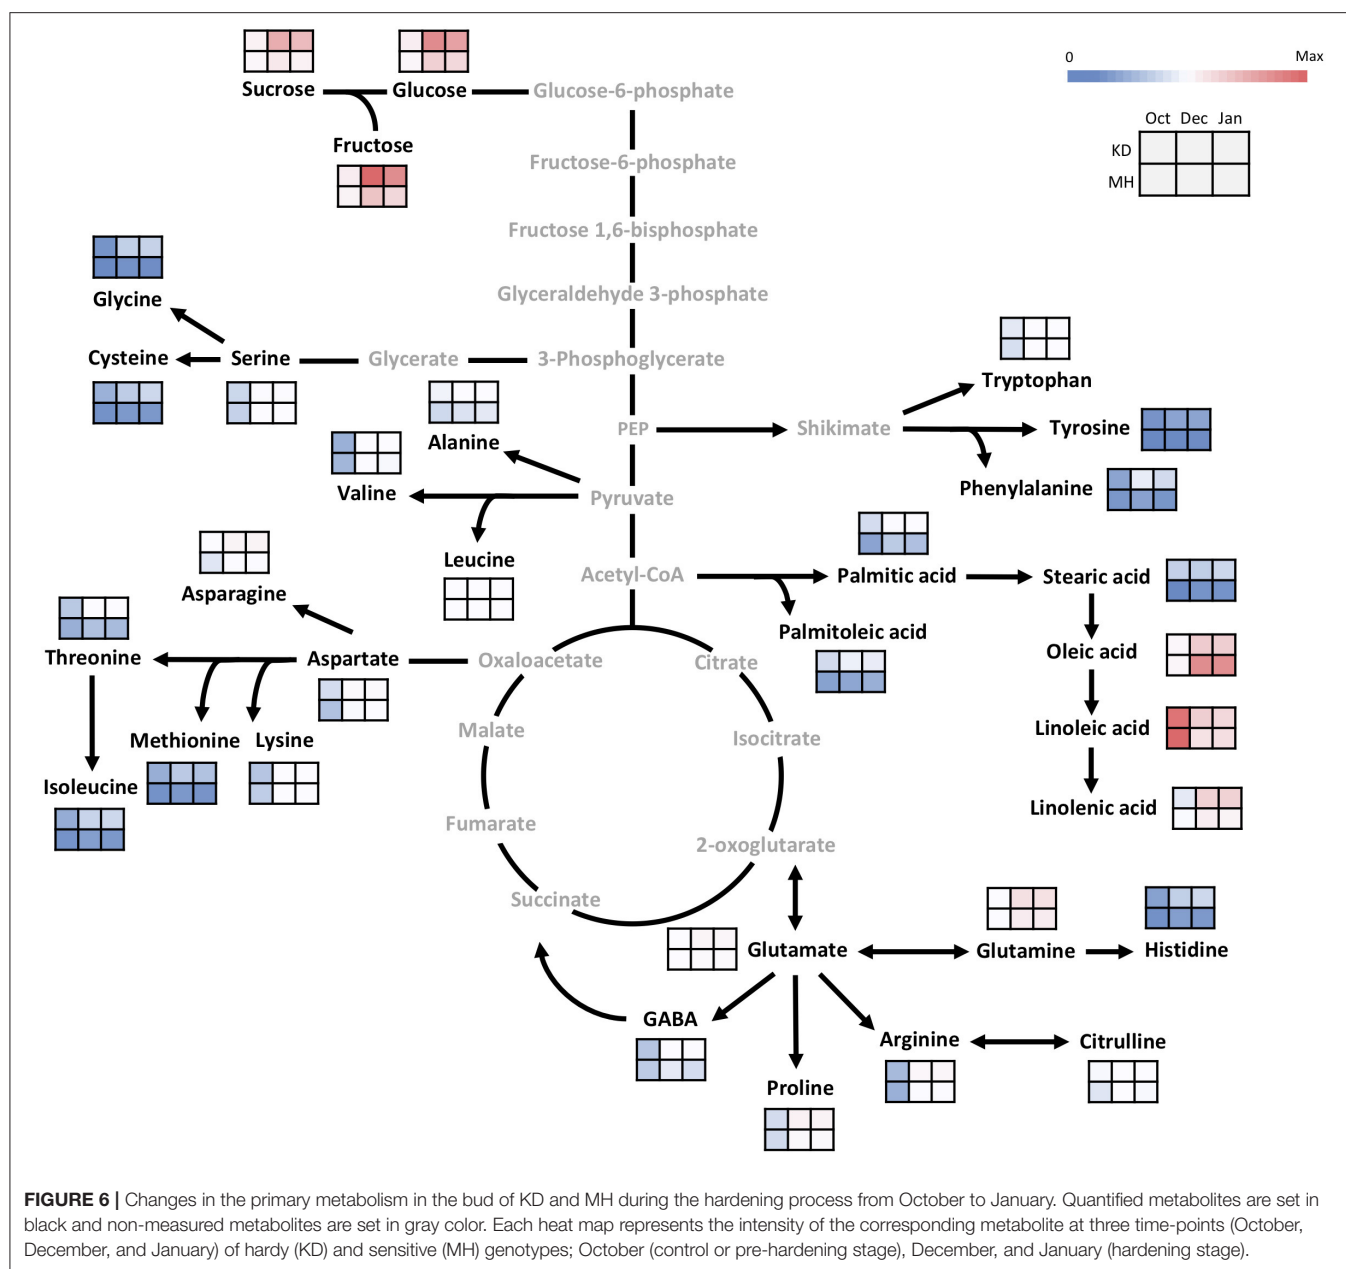 0 Max
Oct Dec Jan
KD
MH
Sucrose Glucose Glucose-6-phosphate
Fructose
Fructose-6-phosphate
Fructose 1,6-bisphosphate
Glyceraldehyde 3-phosphate
Glycine
Cysteine Serine Glycerate 3-Phosphoglycerate
Tryptophan
Alanine
PEP Shikimate Tyrosine
Phenylalanine
Valine Pyruvate
Leucine
Acetyl-CoA Palmitic acid Stearic acid
Asparagine
Palmitoleic acid
Oleic acid
Threonine Aspartate Oxaloacetate Citrate
Methionine Lysine Malate Isocitrate Linoleic acid
Isoleucine
Linolenic acid
Fumarate 2-oxoglutarate
Succinate
Glutamate Glutamine Histidine
GABA
Arginine Citrulline
Proline
FIGURE 6 | Changes in the primary metabolism in the bud of KD and MH during the hardening process from October to January. Quantified metabolites are set in
black and non-measured metabolites are set in gray color. Each heat map represents the intensity of the corresponding metabolite at three time-points (October,
December, and January) of hardy (KD) and sensitive (MH) genotypes; October (control or pre-hardening stage), December, and January (hardening stage).